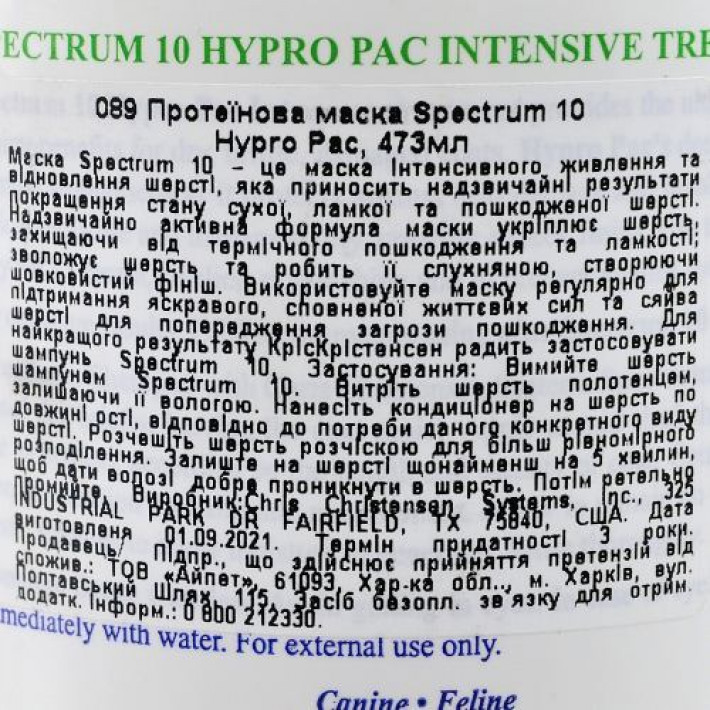 PECTRUM 10 HYPRO PAC INTENSIVE TRE
089 Протеїнова маска Spectrum 10
Hypro Pac, 473мл
Маска Spectrum 10 – це маска інтенсивного живлення та
відновлення шерсті, яка приносить надзвичайні результати
покращення стану сухої, ламкої та пошкодженої шерсті.
Надзвичайно активна формула маски укріплює шерсть,
захищаючи від термічного пошкодження та ламкості;
зволожує шерсть та робить її слухняною, створюючи
шовковистий фініш. Використовуйте маску регулярно для
підтримання яскравого, сповненої життєвих сил та сяйва
шерсті для попередження загрози пошкодження. Для
найкращого результату КрісКрістенсен радить застосовувати
шампунь Spectrum 10, Застосування: Вимийте шерсть
шампунем Spectrum 10. Витріть шерсть полотенцем,
залишаючи її вологою. Нанесіть кондиціонер на шерсть по
довжині ості, відповідно до потреби даного конкретного виду
шерсті. Розчешіть шерсть розчіскою для більш рівномірного
розподілення. Залиште на шерсті щонайменш на 5 хвилин,
щоб дати волозі добре проникнути в шерсть. Потім ретельно
промийте. Виробник:Chris Christensen Systems, Inc., 325
INDUSTRIAL PARK DR FAIRFIELD, TX 75840, США. Дата
виготовленя 01.09.2021. Термін придатності 3 роки.
Продавець/ Підпр., що здійснює прийняття претензій від
спожив.: ТОВ «Айпет», 61093, Хар-ка обл., м. Харків, вул.
Полтавський Шлях, 115, Засіб безопл. зв'язку для отрим.
додатк. інформ.: 0 800 212330.
mediately with water. For external use only.
Canine • Feline